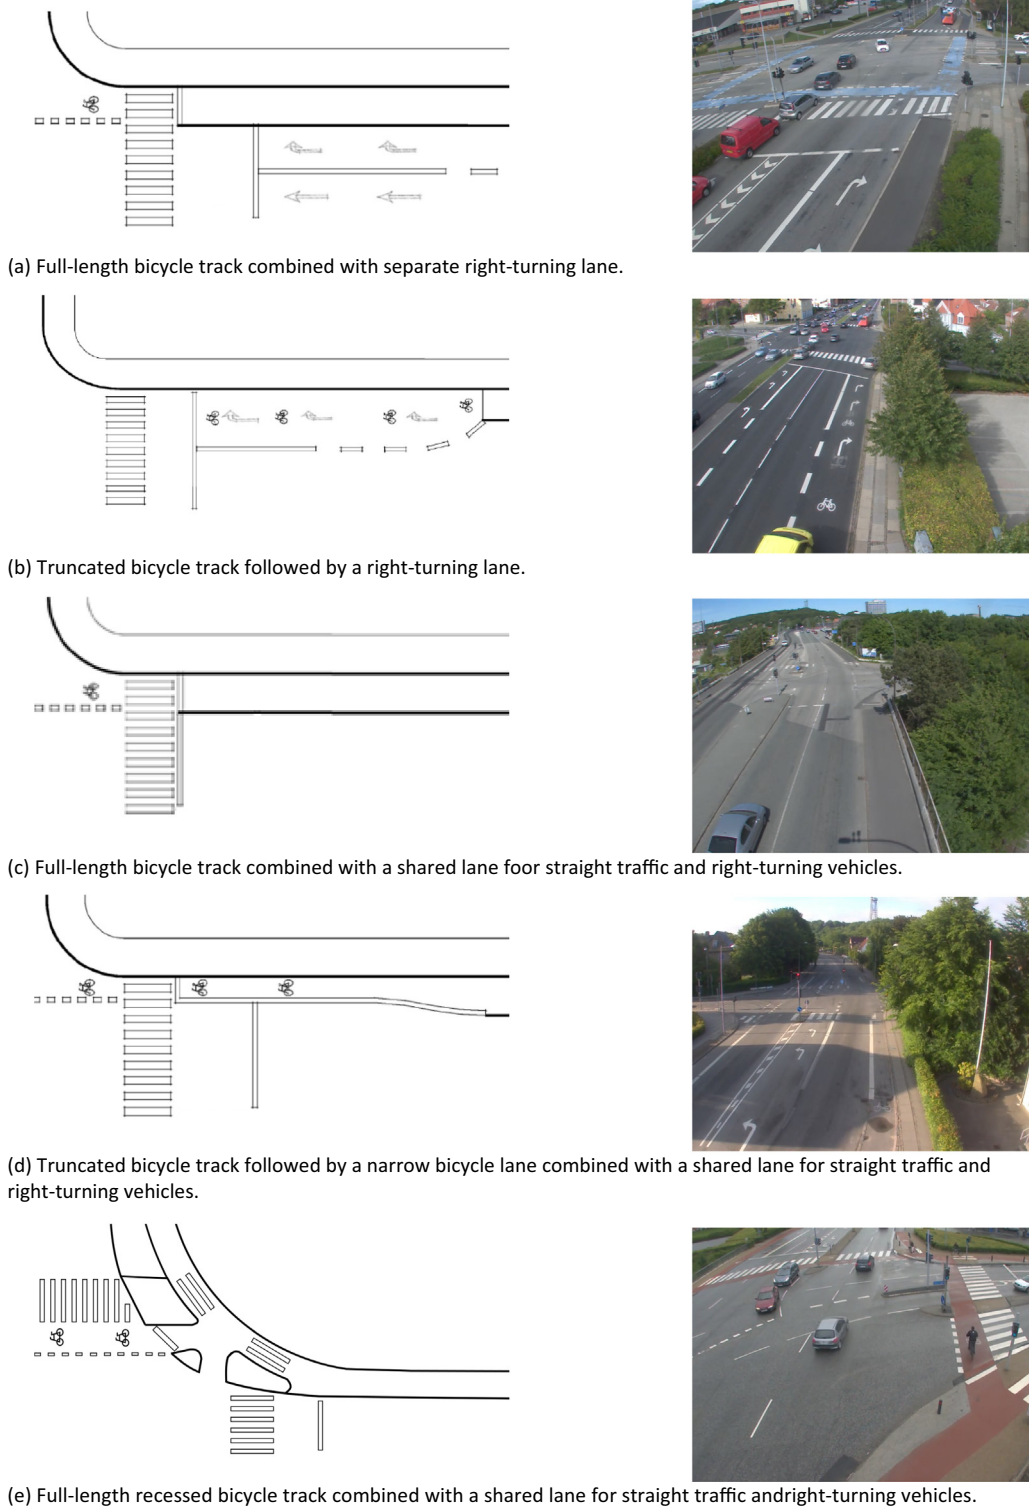 (a) Full-length bicycle track combined with separate right-turning lane.
(b) Truncated bicycle track followed by a right-turning lane.
(c) Full-length bicycle track combined with a shared lane foor straight traffic and right-turning vehicles.
(d) Truncated bicycle track followed by a narrow bicycle lane combined with a shared lane for straight traffic and
right-turning vehicles.
(e) Full-length recessed bicycle track combined with a shared lane for straight traffic andright-turning vehicles.